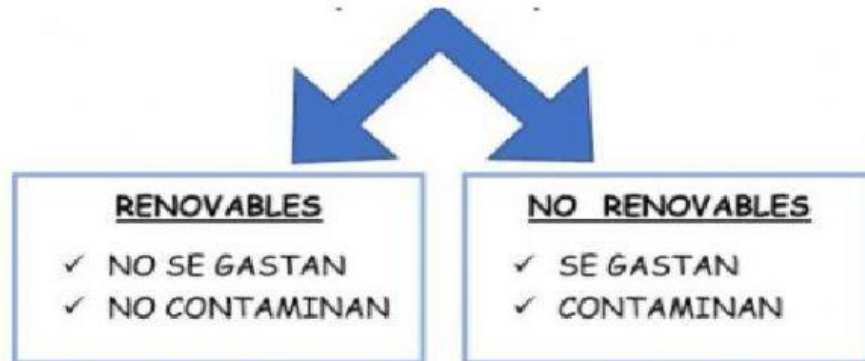 RENOVABLES
✓ NO SE GASTAN
✓ NO CONTAMINAN
NO RENOVABLES
✓ SE GASTAN
✓ CONTAMINAN